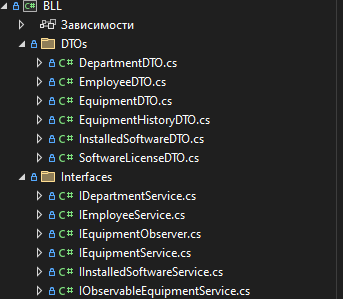 C# BLL
Зависимости
DTOs
C# DepartmentDTO.cs
C# EmployeeDTO.cs
C# EquipmentDTO.cs
C# EquipmentHistoryDTO.cs
C# InstalledSoftwareDTO.cs
C# SoftwareLicenseDTO.cs
Interfaces
C# IDepartmentService.cs
C# IEmployeeService.cs
C# IEquipmentObserver.cs
C# IEquipmentService.cs
C# IInstalledSoftwareService.cs
C# IObservableEquipmentService.cs